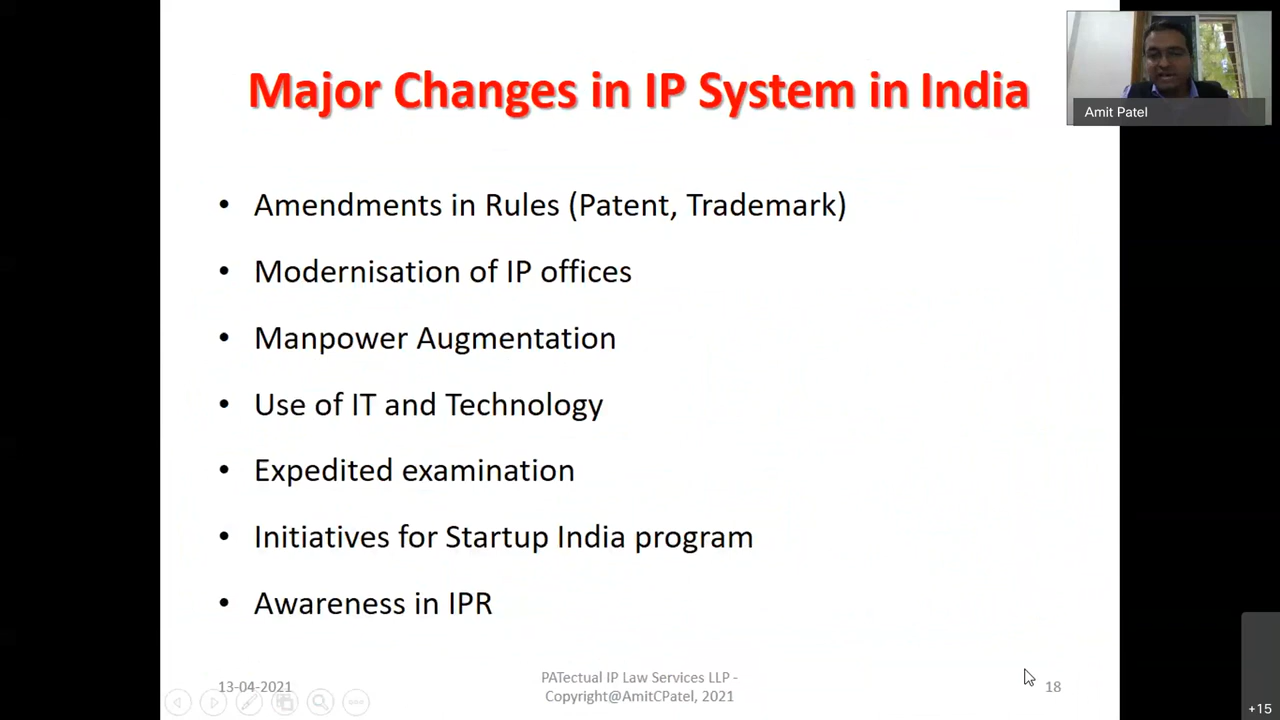 Major Changes in IP System in India
Amit Patel
• Amendments in Rules (Patent, Trademark)
• Modernisation of IP offices
• Manpower Augmentation
• Use of IT and Technology
• Expedited examination
• Initiatives for Startup India program
• Awareness in IPR
13-04-2021
PATectual IP Law Services LLP -
Copyright@AmitCPatel, 2021
18
+15